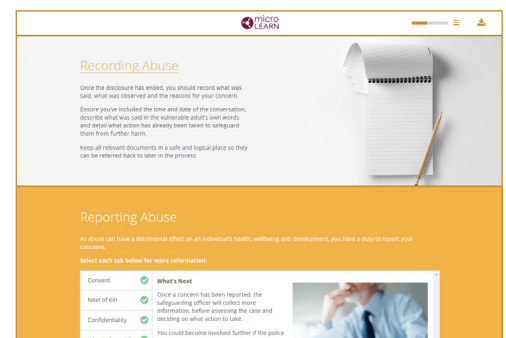 micro
LEARN
Recording Abuse
Once the disclosure has ended, you should record what was
said, what was observed and the reasons for your concern.
Ensure you've included the time and date of the conversation,
describe what was said in the vulnerable adult's own words
and detail what action has already been taken to safeguard
them from further harm.
Keep all relevant documents in a safe and logical place so they
can be referred back to later in the process.
Reporting Abuse
As abuse can have a detrimental effect on an individual's health, wellbeing and development, you have a duty to report your
concerns.
Select each tab below for more information:
Consent
Next of Kin
Confidentiality
What's Next
Once a concern has been reported, the
safeguarding officer will collect more
information, before assessing the case and
deciding on what action to take.
You could become involved further if the police